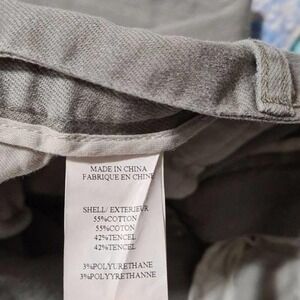 MADE IN CHINA
FABRIQUE EN CHINE
SHELL/ EXTERIEUR
55%COTTON
55%COTON
42%TENCEL
42%TENCEL
3%POLYURETHANE
3%POLYURETHANNE